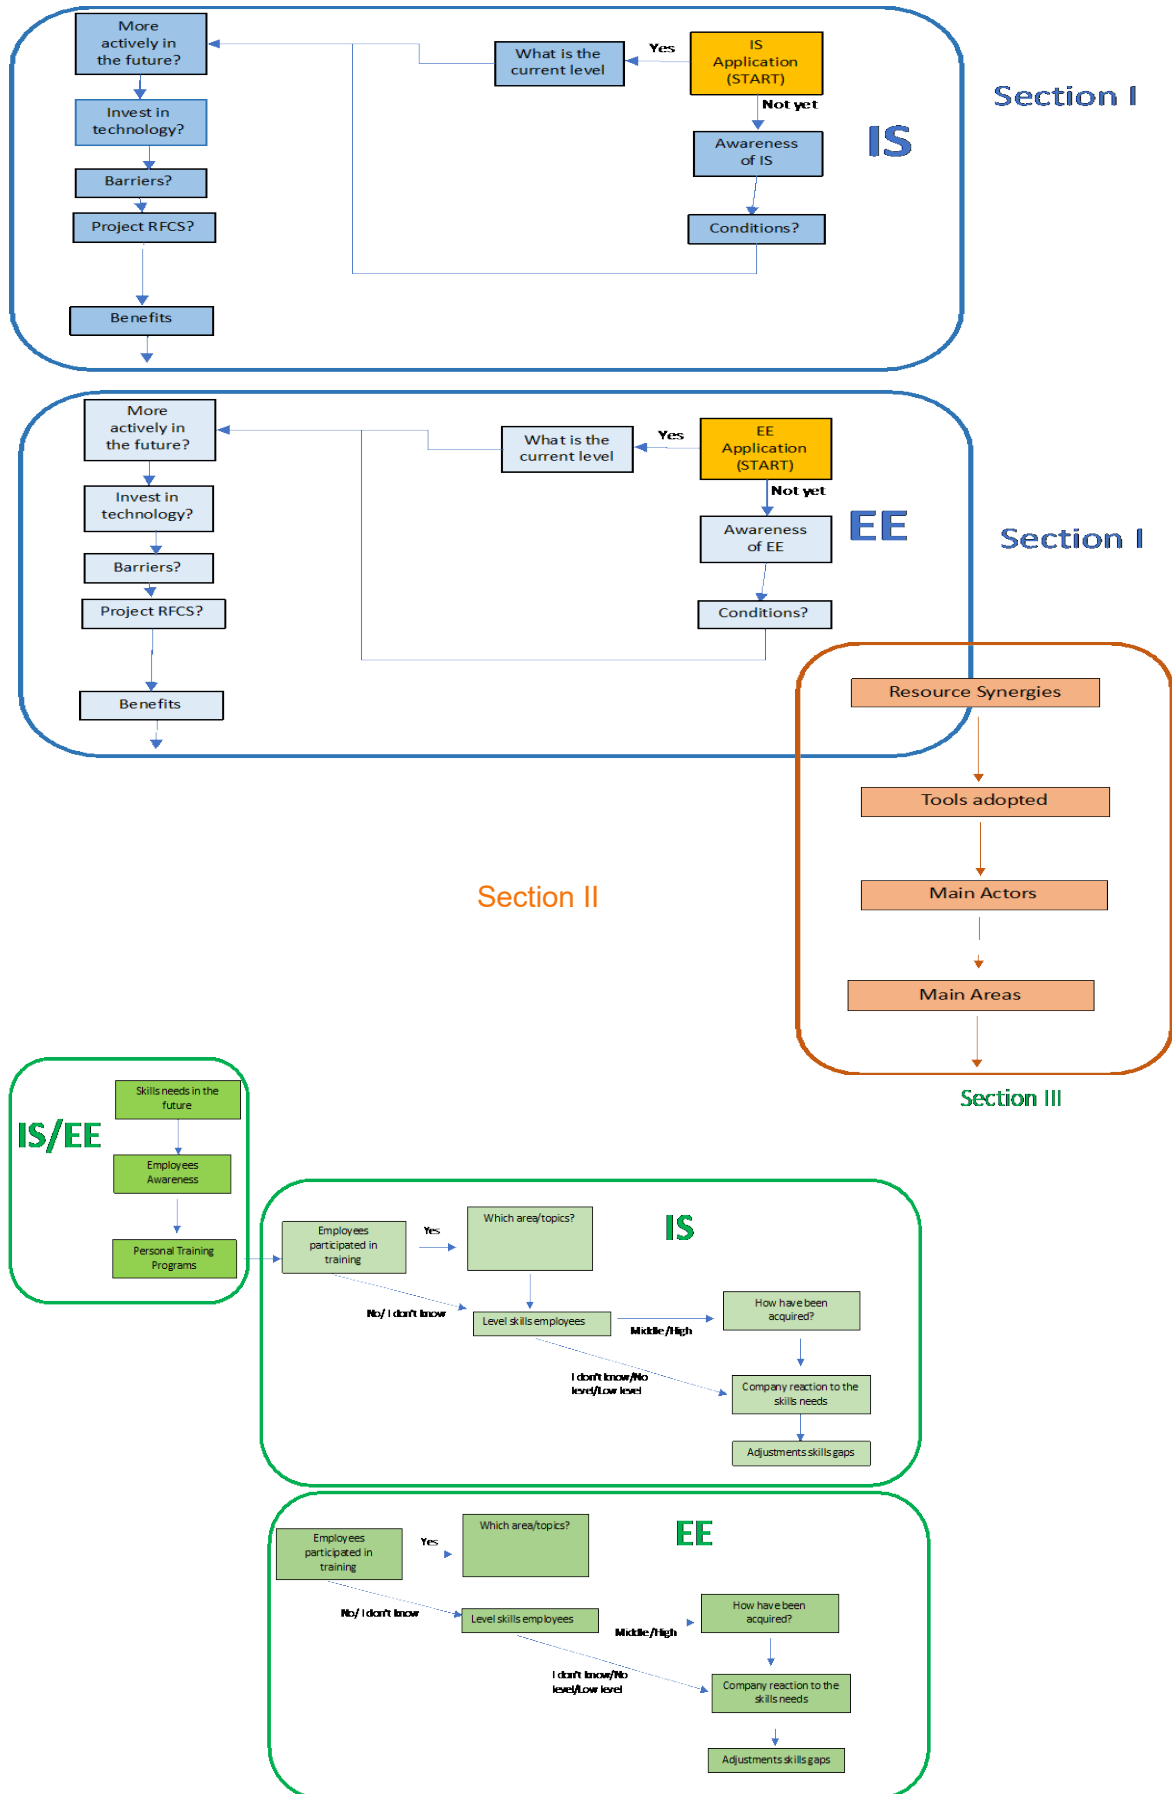 More
actively in
the future?
What is the
current level
Yes
IS
Application
(START)
Not yet
Section I
Invest in
technology?
Awareness
of IS
IS
Barriers?
Project RFCS?
Conditions?
Benefits
More
actively in
the future?
What is the
current level
Yes
EE
Application
(START)
Not yet
Invest in
technology?
Awareness
of EE
EE
Section I
Barriers?
Project RFCS?
Conditions?
Benefits
Resource Synergies
Tools adopted
Section II
Main Actors
Main Areas
Section III
Skills needs in the
future
IS/EE
Employees
Awareness
Personal Training
Programs
Employees
participated in
training
Yes
Which area/topics?
IS
No/ I don't know
Level skills employees
Middle/High
How have been
acquired?
I don't know/No
level/Low level
Company reaction to the
skills needs
Adjustments skills gaps
Employees
participated in
training
Yes
Which area/topics?
EE
No/ I don't know
Level skills employees
Middle/High
How have been
acquired?
I don't know/No
level/Low level
Company reaction to the
skills needs
Adjustments skills gaps